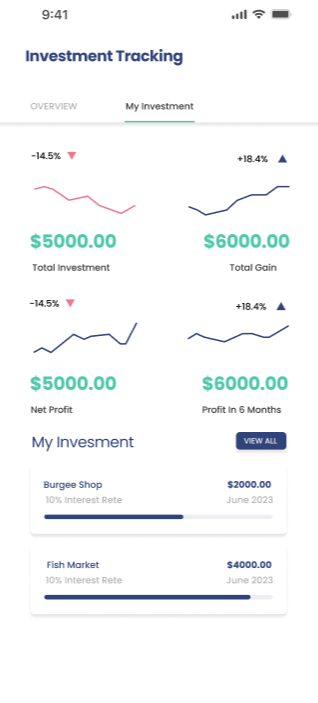 9:41
Investment Tracking
OVERVIEW My Investment
-14.5% +18.4%
$5000.00 $6000.00
Total Investment Total Gain
-14.5% +18.4%
$5000.00 $6000.00
Net Profit Profit In 6 Months
My Invesment VIEW ALL
Burgee Shop $2000.00
10% Interest Rete June 2023
Fish Market $4000.00
10% Interest Rete June 2023